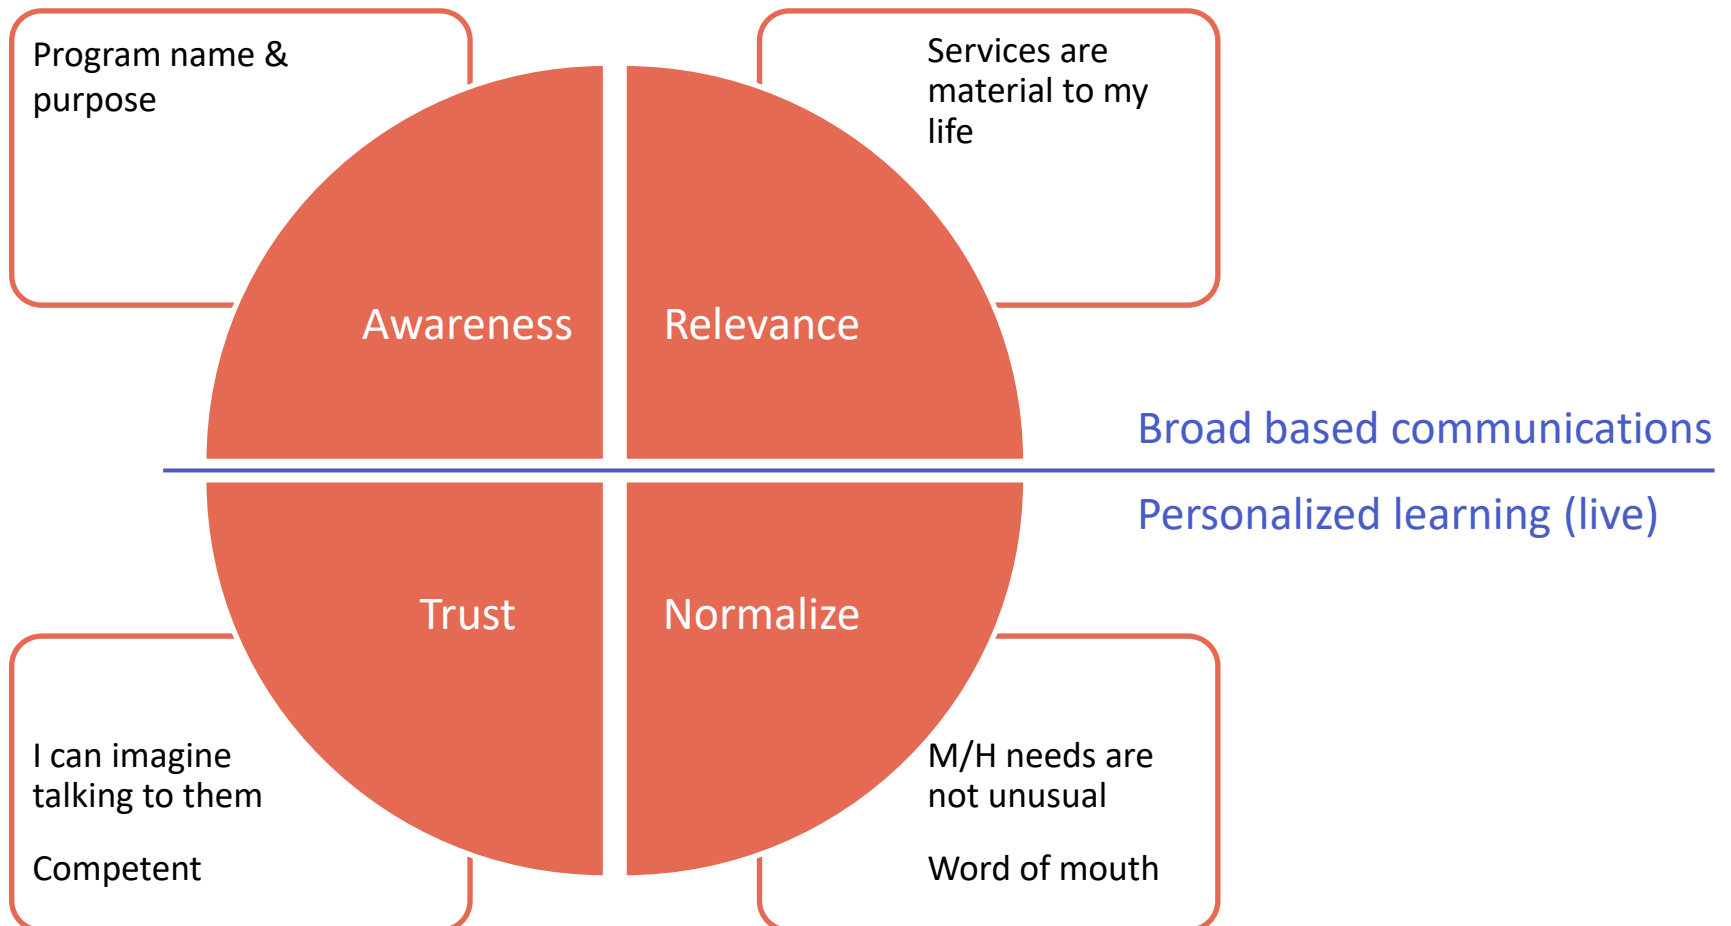 Program name &
purpose
Services are
material to my
life
Awareness
Relevance
Broad based communications
Personalized learning (live)
Trust
Normalize
I can imagine
talking to them
Competent
M/H needs are
not unusual
Word of mouth